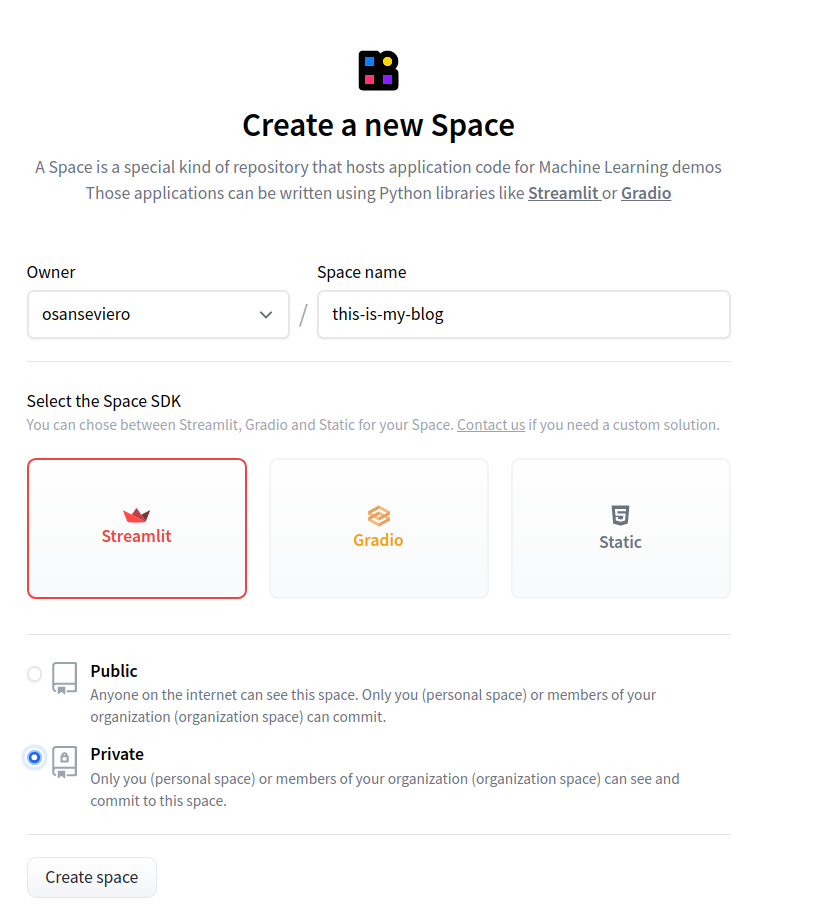 Create a new Space
A Space is a special kind of repository that hosts application code for Machine Learning demos
Those applications can be written using Python libraries like Streamlit or Gradio
Owner
Space name
osanseviero / this-is-my-blog
Select the Space SDK
You can chose between Streamlit, Gradio and Static for your Space. Contact us if you need a custom solution.
Streamlit
Gradio
Static
Public
Anyone on the internet can see this space. Only you (personal space) or members of your
organization (organization space) can commit.
Private
Only you (personal space) or members of your organization (organization space) can see and
commit to this space.
Create space